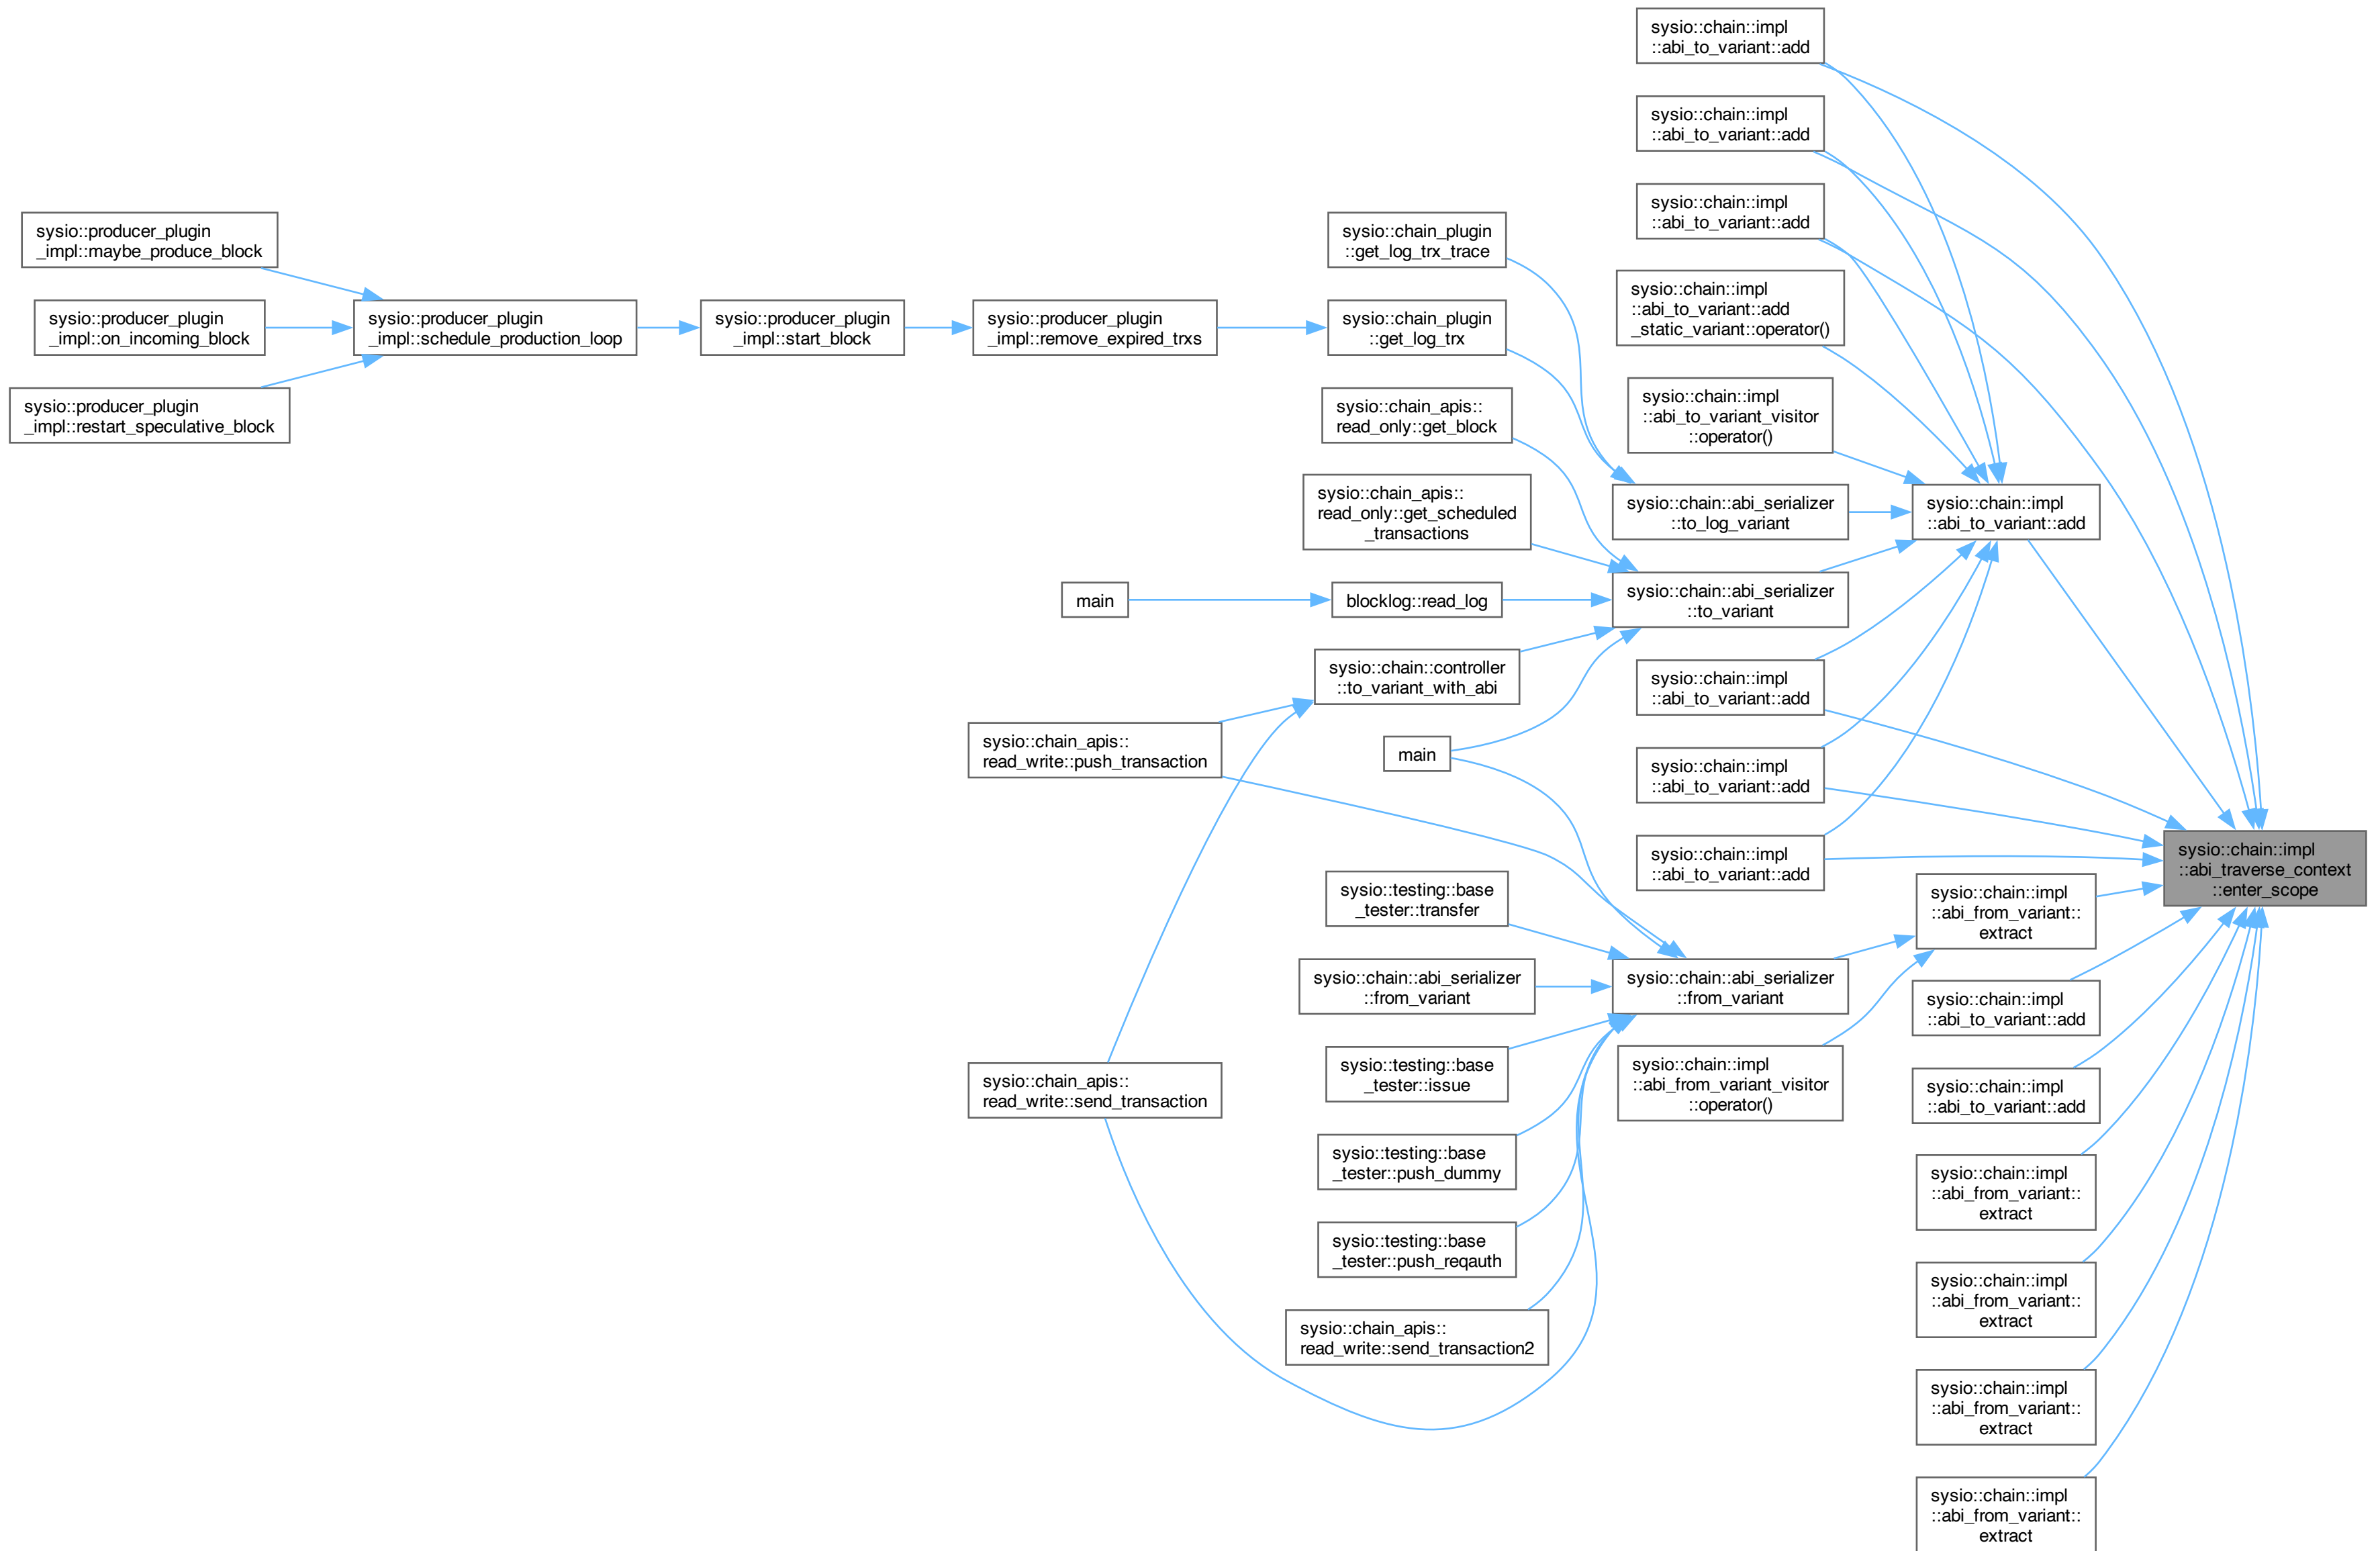 sysio::chain::impl
::abi_to_variant::add
sysio::chain::impl
::abi_to_variant::add
sysio::chain::impl
::abi_to_variant::add
sysio::producer_plugin
_impl::maybe_produce_block
sysio::chain_plugin
::get_log_trx_trace
sysio::chain::impl
::abi_to_variant::add
_static_variant::operator()
sysio::producer_plugin
_impl::on_incoming_block
sysio::producer_plugin
_impl::schedule_production_loop
sysio::producer_plugin
_impl::start_block
sysio::producer_plugin
_impl::remove_expired_trxs
sysio::chain_plugin
::get_log_trx
sysio::producer_plugin
_impl::restart_speculative_block
sysio::chain_apis::
read_only::get_block
sysio::chain::impl
::abi_to_variant_visitor
::operator()
sysio::chain_apis::
read_only::get_scheduled
_transactions
sysio::chain::abi_serializer
::to_log_variant
sysio::chain::impl
::abi_to_variant::add
main
blocklog::read_log
sysio::chain::abi_serializer
::to_variant
sysio::chain::controller
::to_variant_with_abi
sysio::chain::impl
::abi_to_variant::add
sysio::chain_apis::
read_write::push_transaction
main
sysio::chain::impl
::abi_to_variant::add
sysio::chain::impl
::abi_to_variant::add
sysio::chain::impl
::abi_traverse_context
::enter_scope
sysio::testing::base
_tester::transfer
sysio::chain::impl
::abi_from_variant::
extract
sysio::chain::abi_serializer
::from_variant
sysio::chain::abi_serializer
::from_variant
sysio::chain::impl
::abi_to_variant::add
sysio::chain_apis::
read_write::send_transaction
sysio::testing::base
_tester::issue
sysio::chain::impl
::abi_from_variant_visitor
::operator()
sysio::chain::impl
::abi_to_variant::add
sysio::testing::base
_tester::push_dummy
sysio::chain::impl
::abi_from_variant::
extract
sysio::testing::base
_tester::push_reqauth
sysio::chain::impl
::abi_from_variant::
extract
sysio::chain_apis::
read_write::send_transaction2
sysio::chain::impl
::abi_from_variant::
extract
sysio::chain::impl
::abi_from_variant::
extract